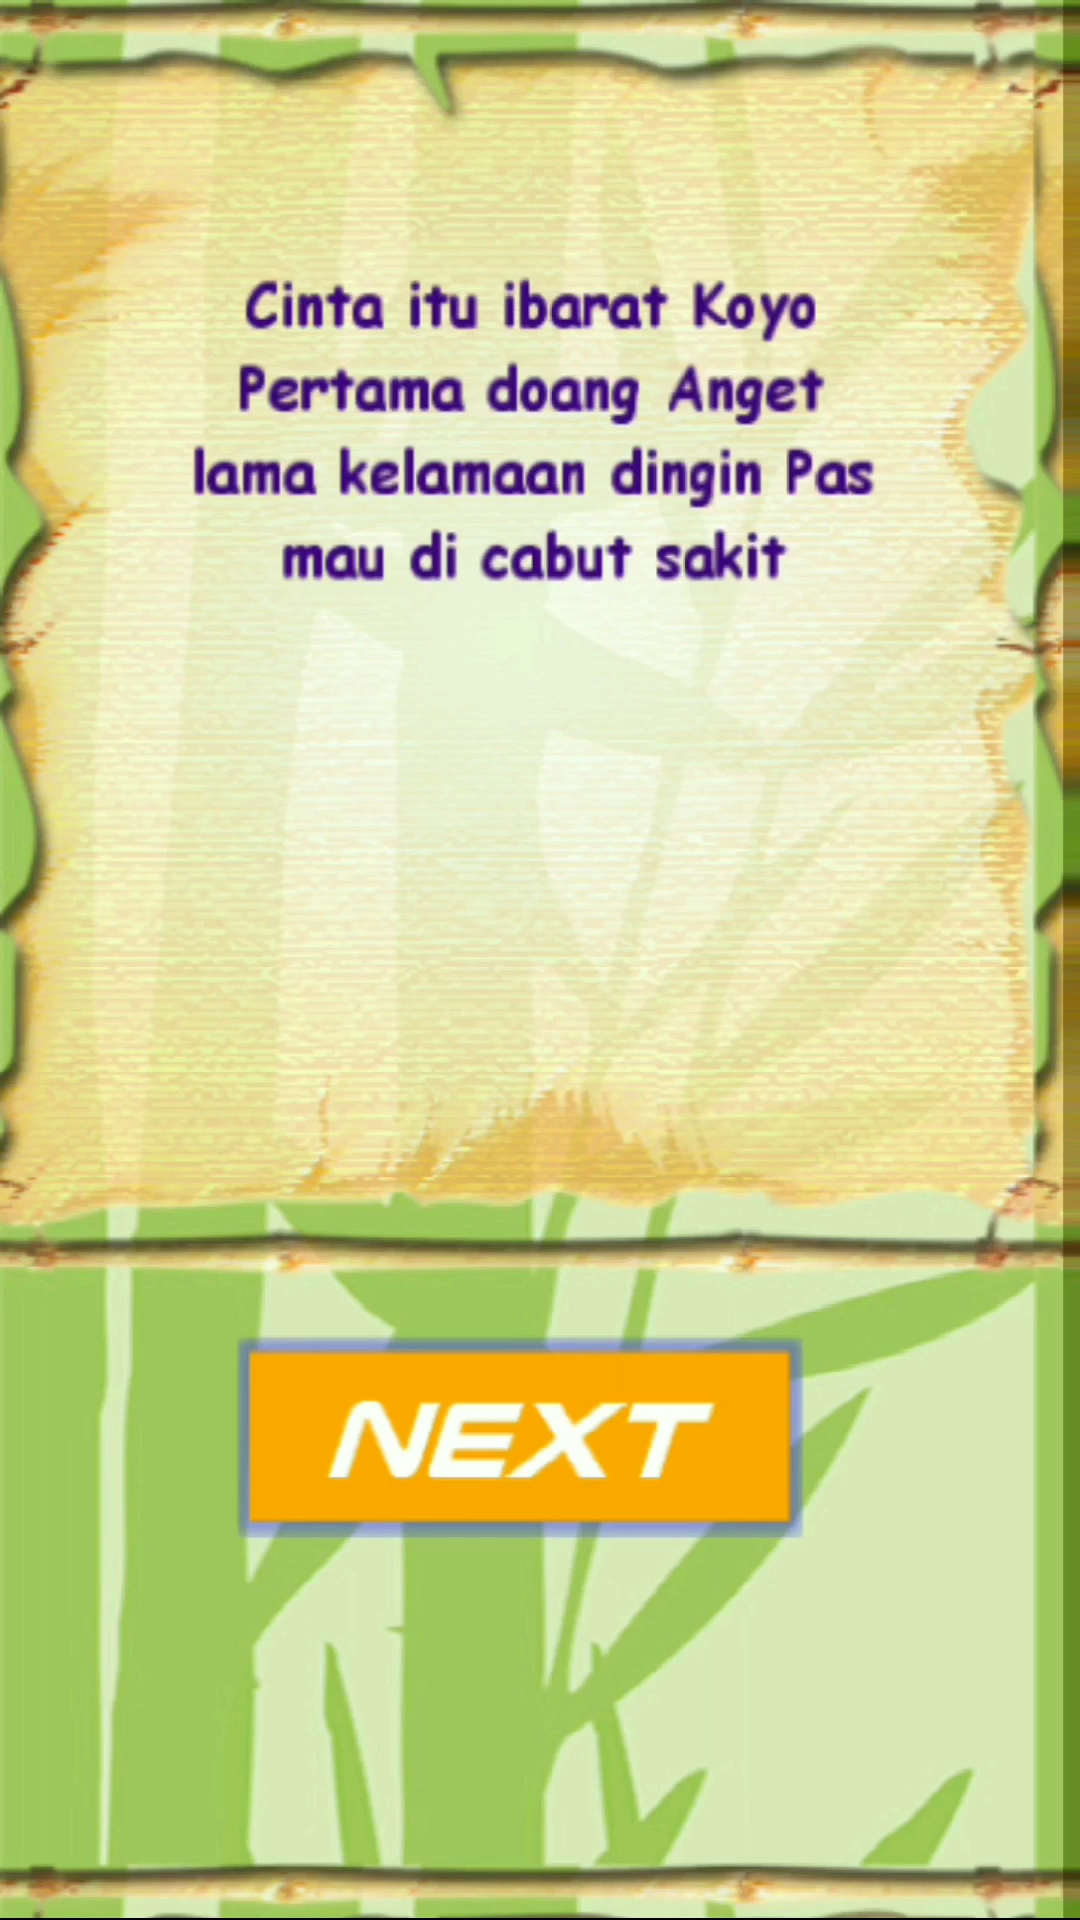 Cinta itu ibarat Koyo
Pertama doang Anget
lama kelamaan dingin Pas
mau di cabut sakit
NEXT